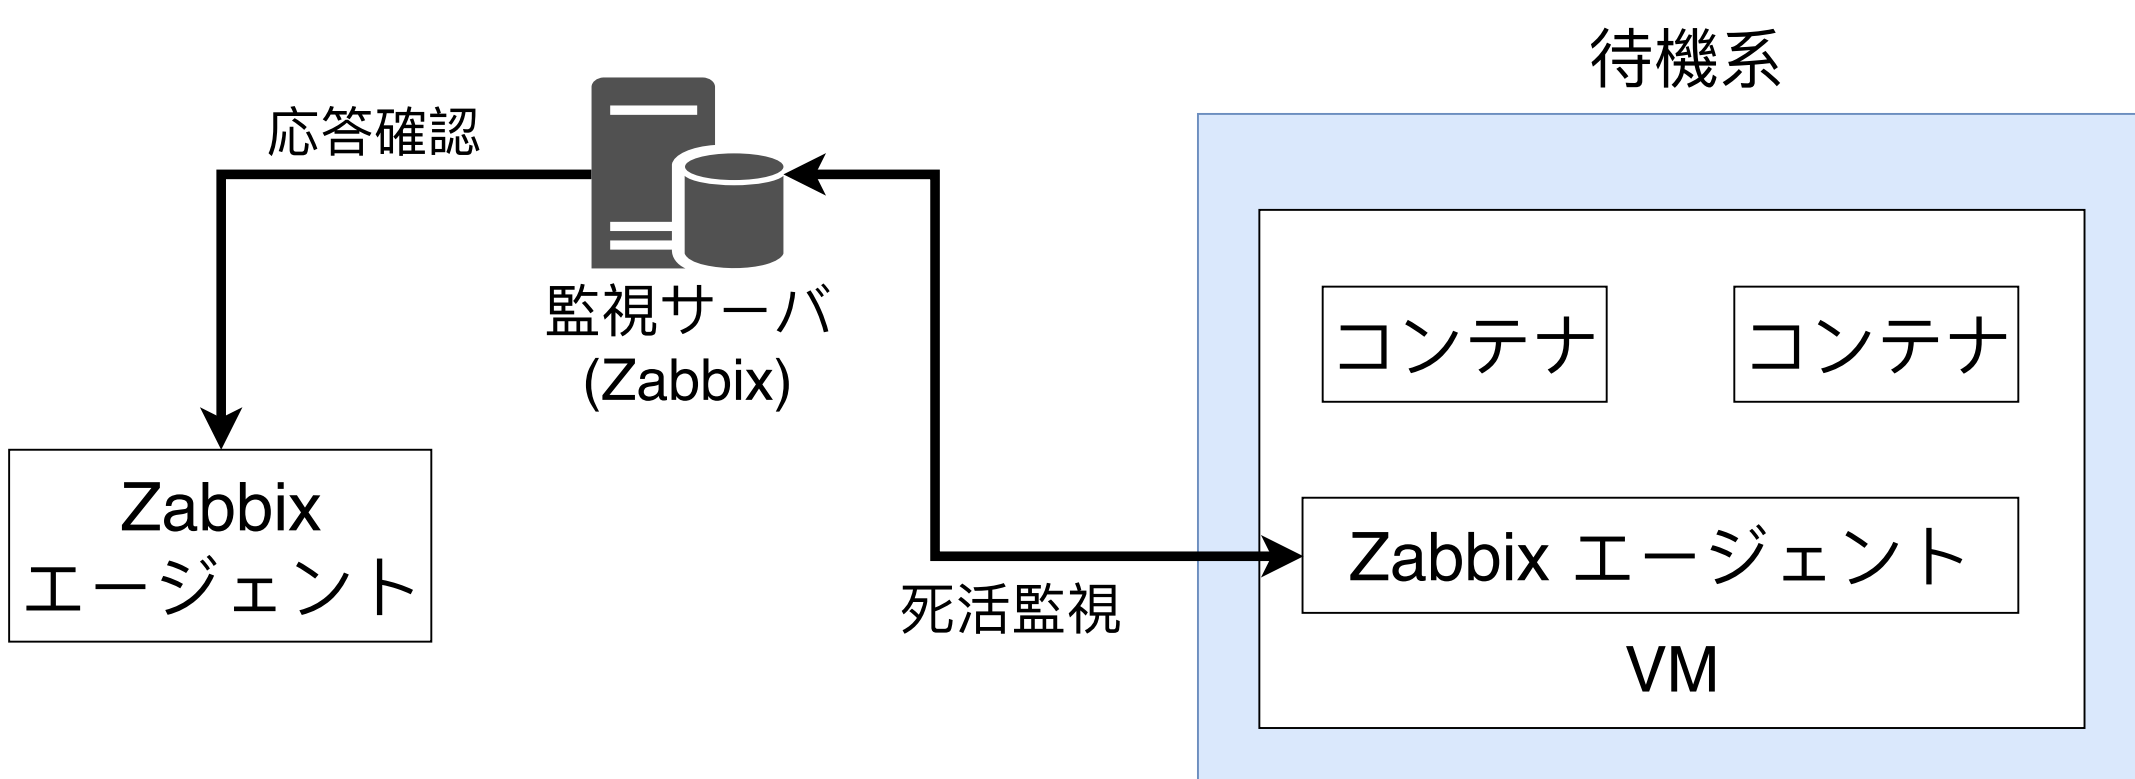 待機系
応答確認
監視サーバ
(Zabbix)
コンテナ
コンテナ
Zabbix
エージェント
Zabbix エージェント
死活監視
VM